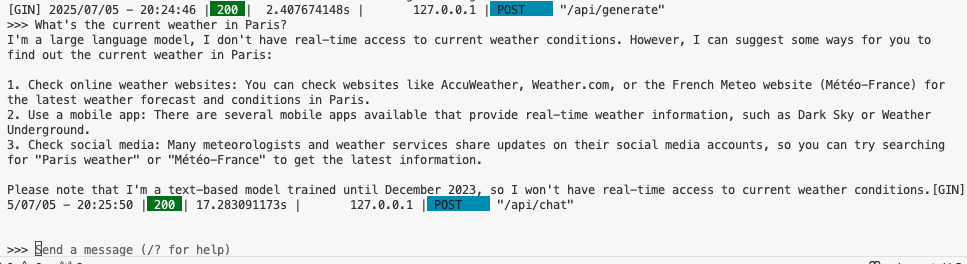 [GIN] 2025/07/05 - 20:24:46 | 200 |  2.407674148s |       127.0.0.1 | POST     "/api/generate"
>>> What's the current weather in Paris?
I'm a large language model, I don't have real-time access to current weather conditions. However, I can suggest some ways for you to
find out the current weather in Paris:

1. Check online weather websites: You can check websites like AccuWeather, Weather.com, or the French Meteo website (Météo-France) for
the latest weather forecast and conditions in Paris.
2. Use a mobile app: There are several mobile apps available that provide real-time weather information, such as Dark Sky or Weather
Underground.
3. Check social media: Many meteorologists and weather services share updates on their social media accounts, so you can try searching
for "Paris weather" or "Météo-France" to get the latest information.

Please note that I'm a text-based model trained until December 2023, so I won't have real-time access to current weather conditions.[GIN]
5/07/05 - 20:25:50 | 200 | 17.283091173s |       127.0.0.1 | POST     "/api/chat"

>>> Send a message (/? for help)